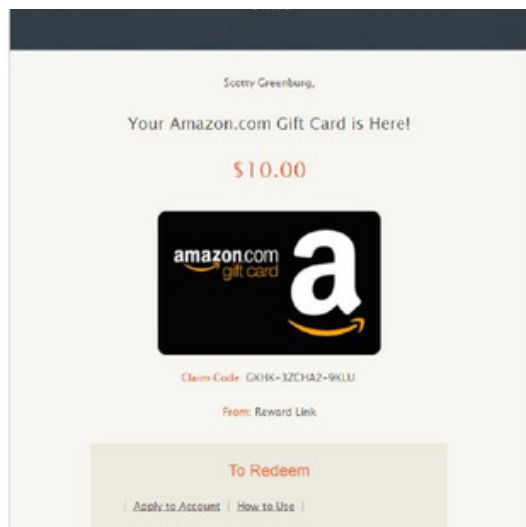 Scotty Greenburg,
Your Amazon.com Gift Card is Here!
$10.00
amazon.com
gift card
a
Claim Code: GKHK-3ZCHA2-9KLU
From: Reward Link
To Redeem
| Apply to Account | How to Use |